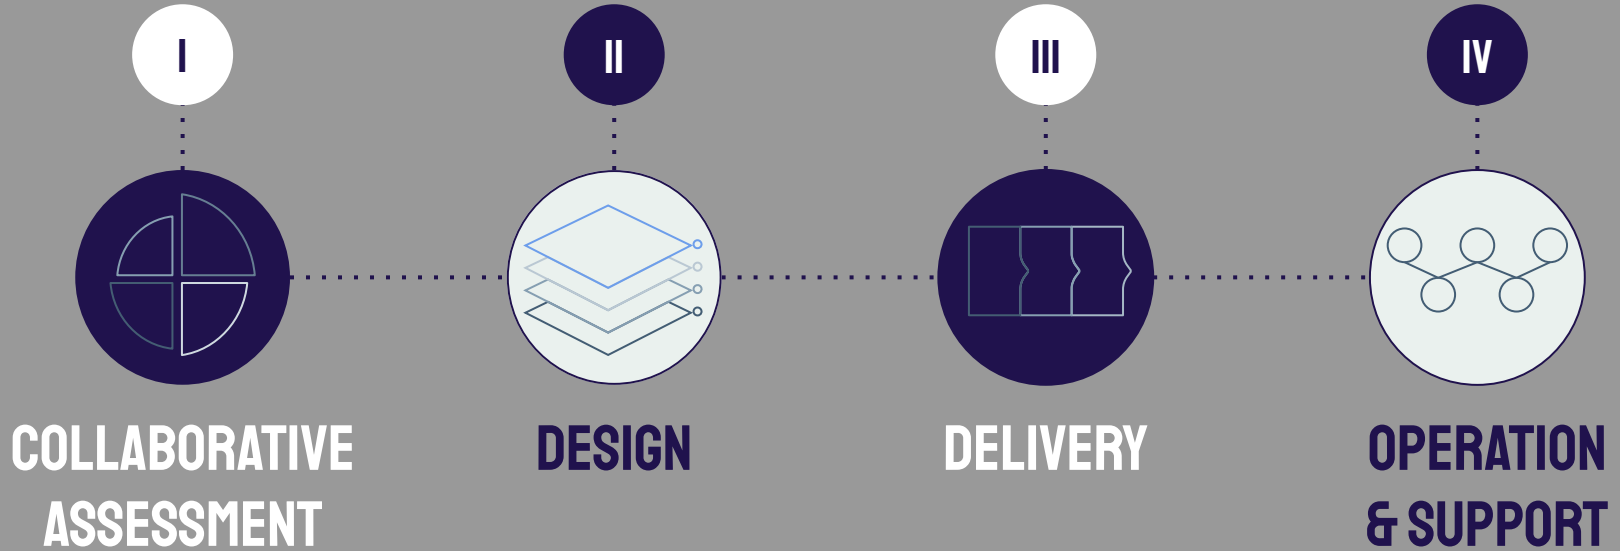 I
II
III
IV
COLLABORATIVE
ASSESSMENT
DESIGN
DELIVERY
OPERATION
& SUPPORT